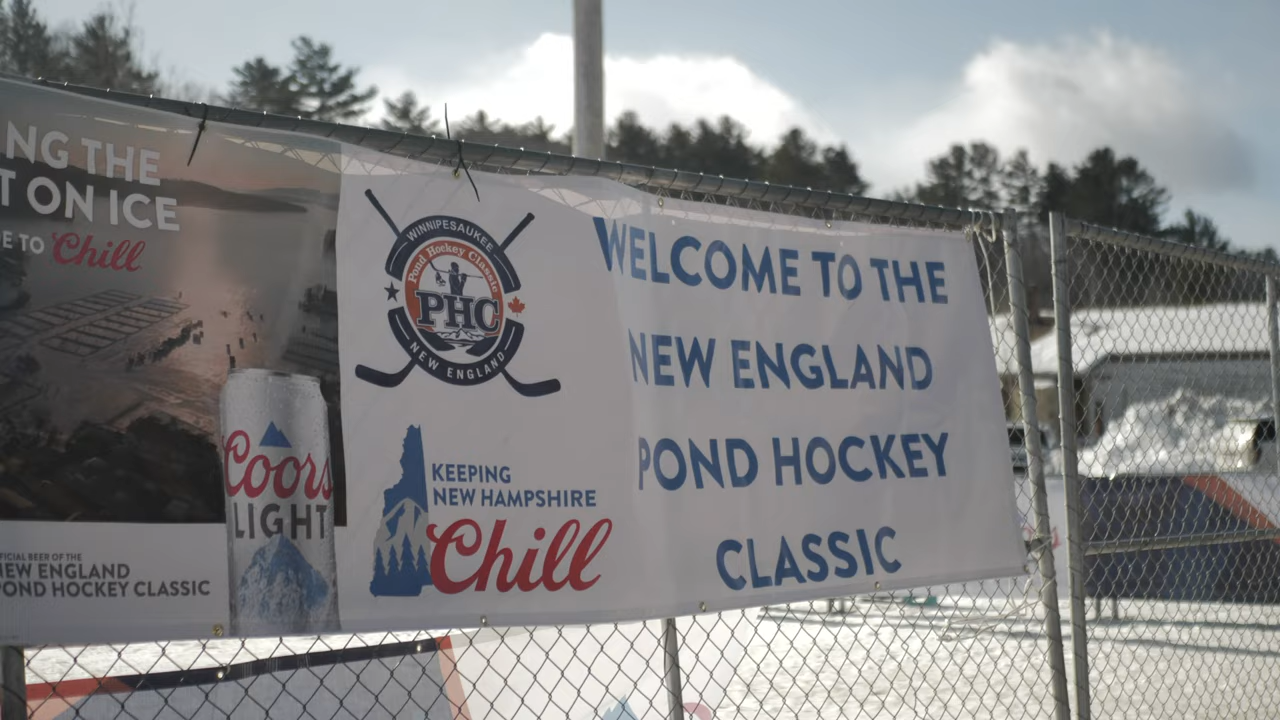 NG THE
T ON ICE
E TO Chill
Coors
LIGHT
FICIAL BEER OF THE
NEW ENGLAND
POND HOCKEY CLASSIC
WINNIPESAUKEE
Pond Hockey Classic
PHC
NEW ENGLAND
KEEPING
NEW HAMPSHIRE
Chill
WELCOME TO THE
NEW ENGLAND
POND HOCKEY
CLASSIC